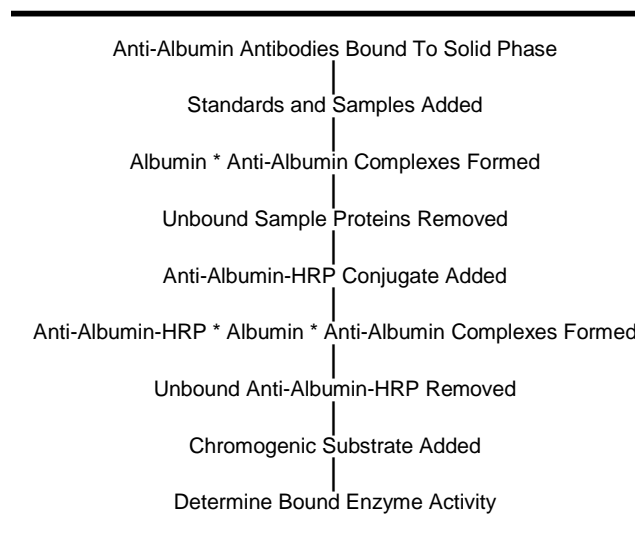 Anti-Albumin Antibodies Bound To Solid Phase
Standards and Samples Added
Albumin * Anti-Albumin Complexes Formed
Unbound Sample Proteins Removed
Anti-Albumin-HRP Conjugate Added
Anti-Albumin-HRP * Albumin * Anti-Albumin Complexes Formed
Unbound Anti-Albumin-HRP Removed
Chromogenic Substrate Added
Determine Bound Enzyme Activity